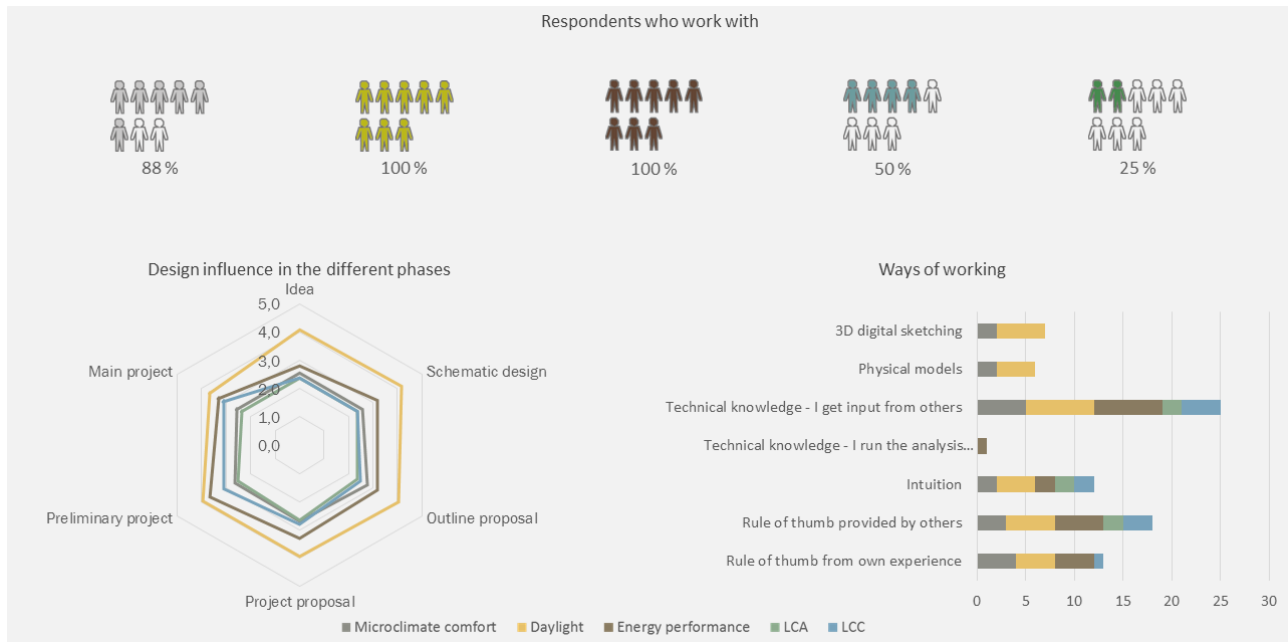 Respondents who work with
88 %
100 %
100 %
50 %
25 %
Design influence in the different phases
Idea
5,0
4,0
3,0
2,0
1,0
0,0
Main project
Schematic design
Preliminary project
Outline proposal
Project proposal
Ways of working
3D digital sketching
Physical models
Technical knowledge - I get input from others
Technical knowledge - I run the analysis...
Intuition
Rule of thumb provided by others
Rule of thumb from own experience
0 5 10 15 20 25 30
Microclimate comfort Daylight Energy performance LCA LCC